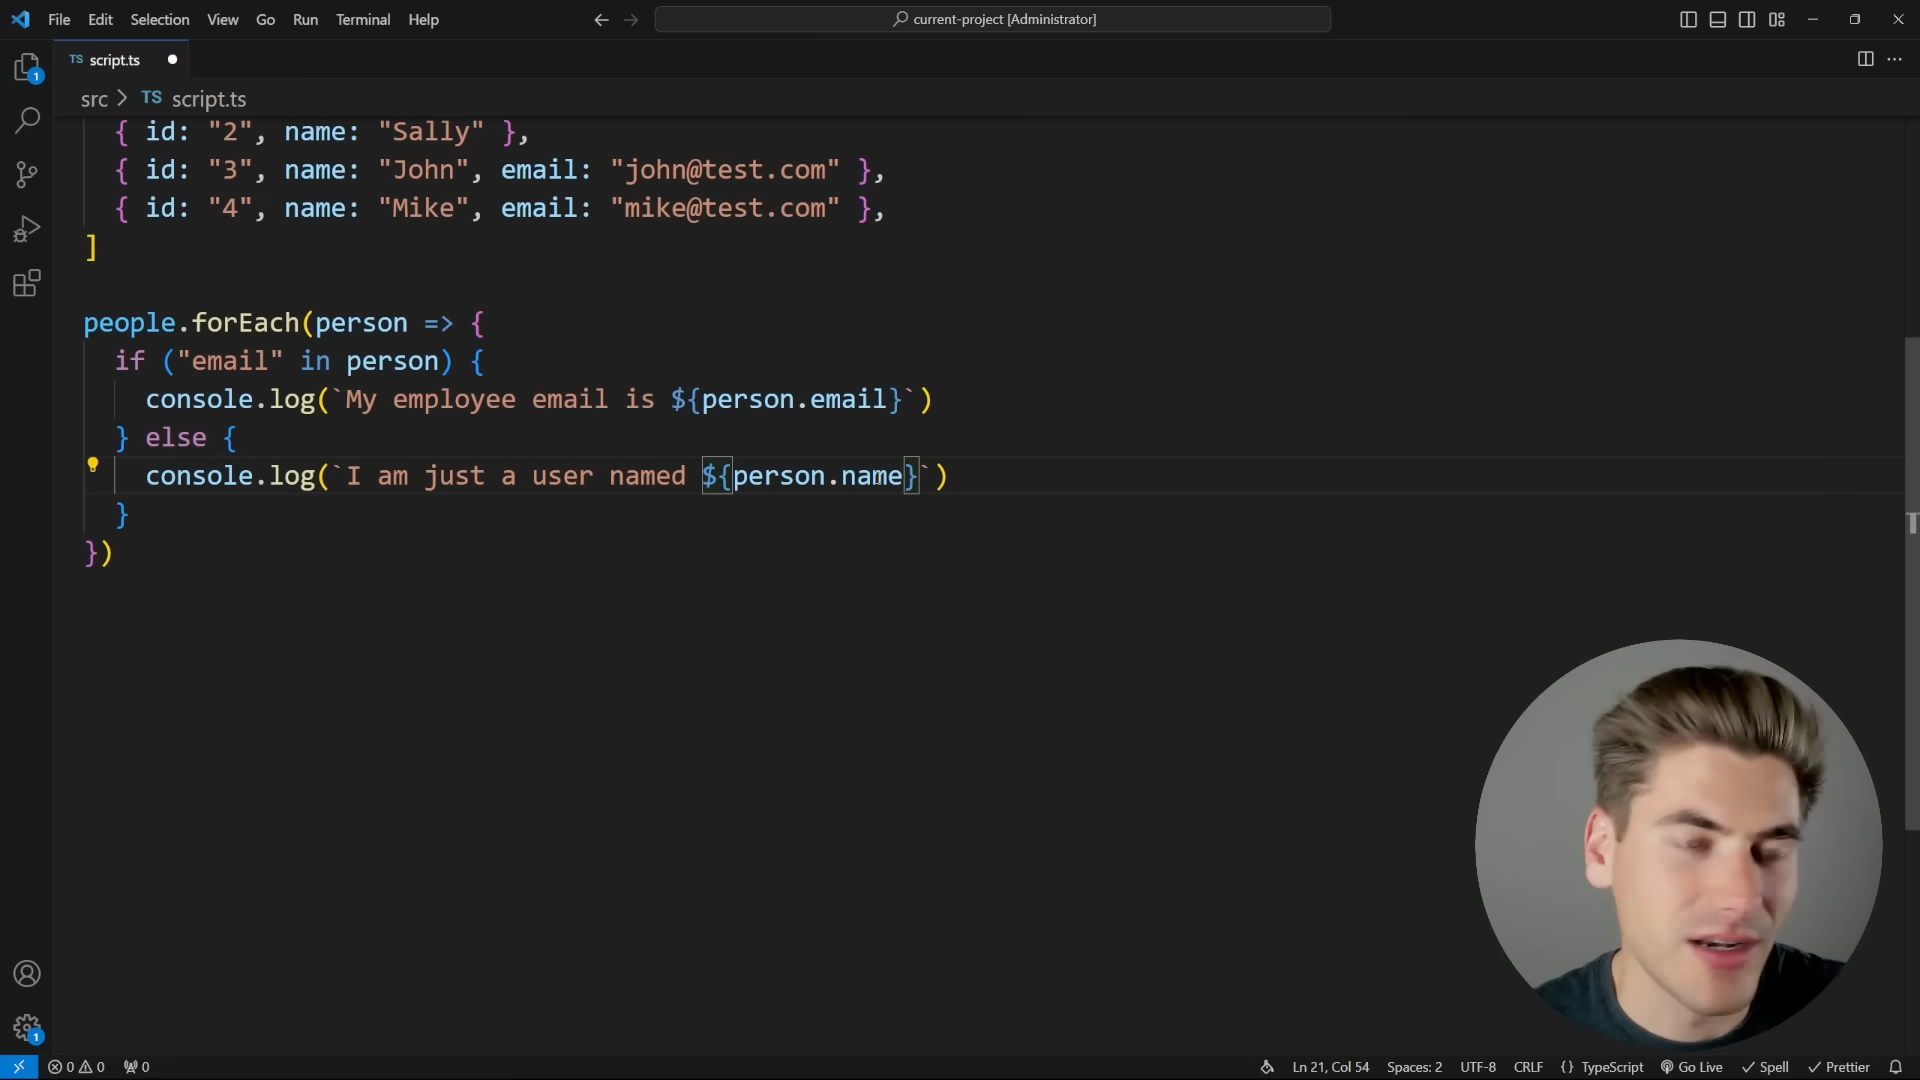 File Edit Selection View Go Run Terminal Help
current-project [Administrator]
1
TS script.ts
src > TS script.ts
{ id: "2", name: "Sally" },
{ id: "3", name: "John", email: "john@test.com" },
{ id: "4", name: "Mike", email: "mike@test.com" },
]
people.forEach(person => {
if ("email" in person) {
console.log(`My employee email is ${person.email}`)
} else {
console.log(`I am just a user named ${person.name}`)
}
})
1
0 0 0
Ln 21, Col 54 Spaces: 2 UTF-8 CRLF {} TypeScript Go Live Spell Prettier